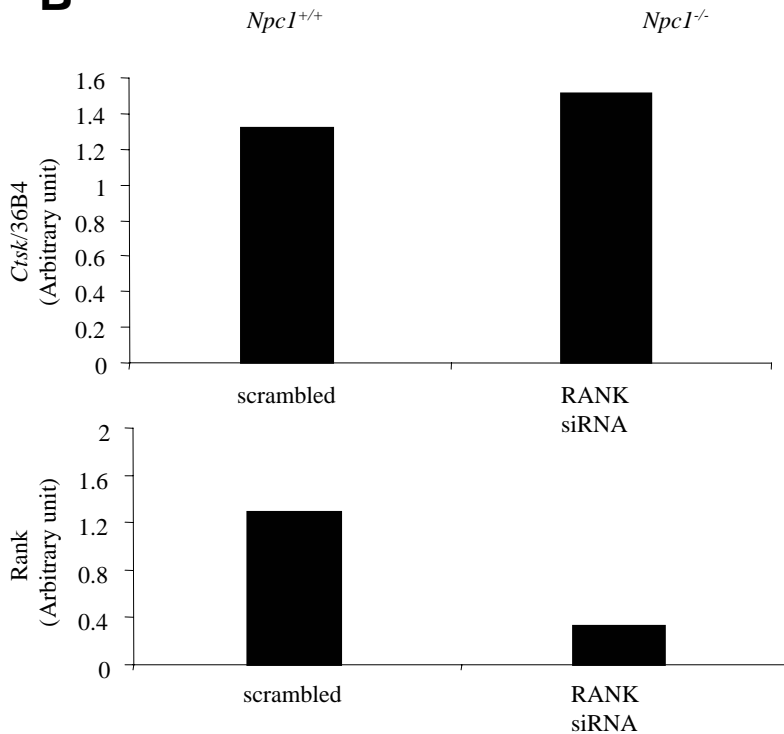 B
Npc1+/+ Npc1-/-
1.6
1.4
1.2
1
0.8
0.6
0.4
0.2
0
Ctsk/36B4
(Arbitrary unit)
scrambled RANK
siRNA
2
1.6
1.2
0.8
0.4
0
Rank
(Arbitrary unit)
scrambled RANK
siRNA